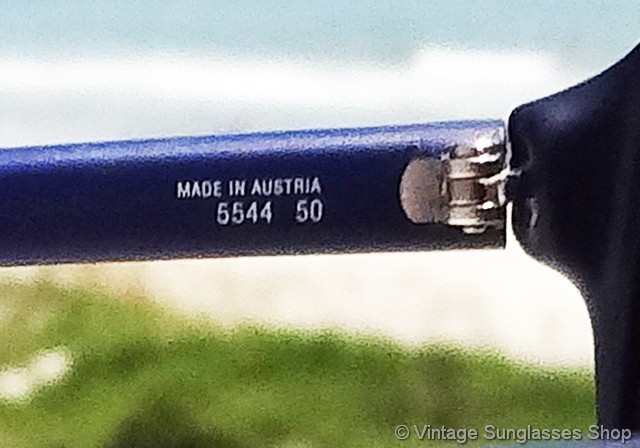 MADE IN AUSTRIA
5544 50
© Vintage Sunglasses Shop